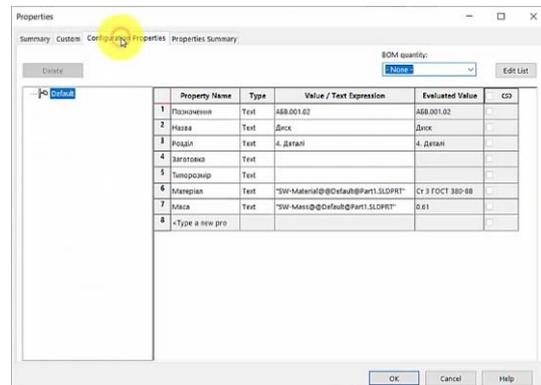 Properties
Summary Custom Configuration Properties Properties Summary
BOM quantity:
Delete
- None -
Edit List
Default
Property Name Type Value / Text Expression Evaluated Value
1 Позначення Text АБВ.001.02 АБВ.001.02
2 Назва Text Диск Диск
3 Розділ Text 4. Деталі 4. Деталі
4 Заготовка Text
5 Типорозмір Text
6 Матеріал Text "SW-Material@@Default@Part1.SLDPRT" Ст 3 ГОСТ 380-88
7 Маса Text "SW-Mass@@Default@Part1.SLDPRT" 0.61
8 <Type a new pro
OK Cancel Help